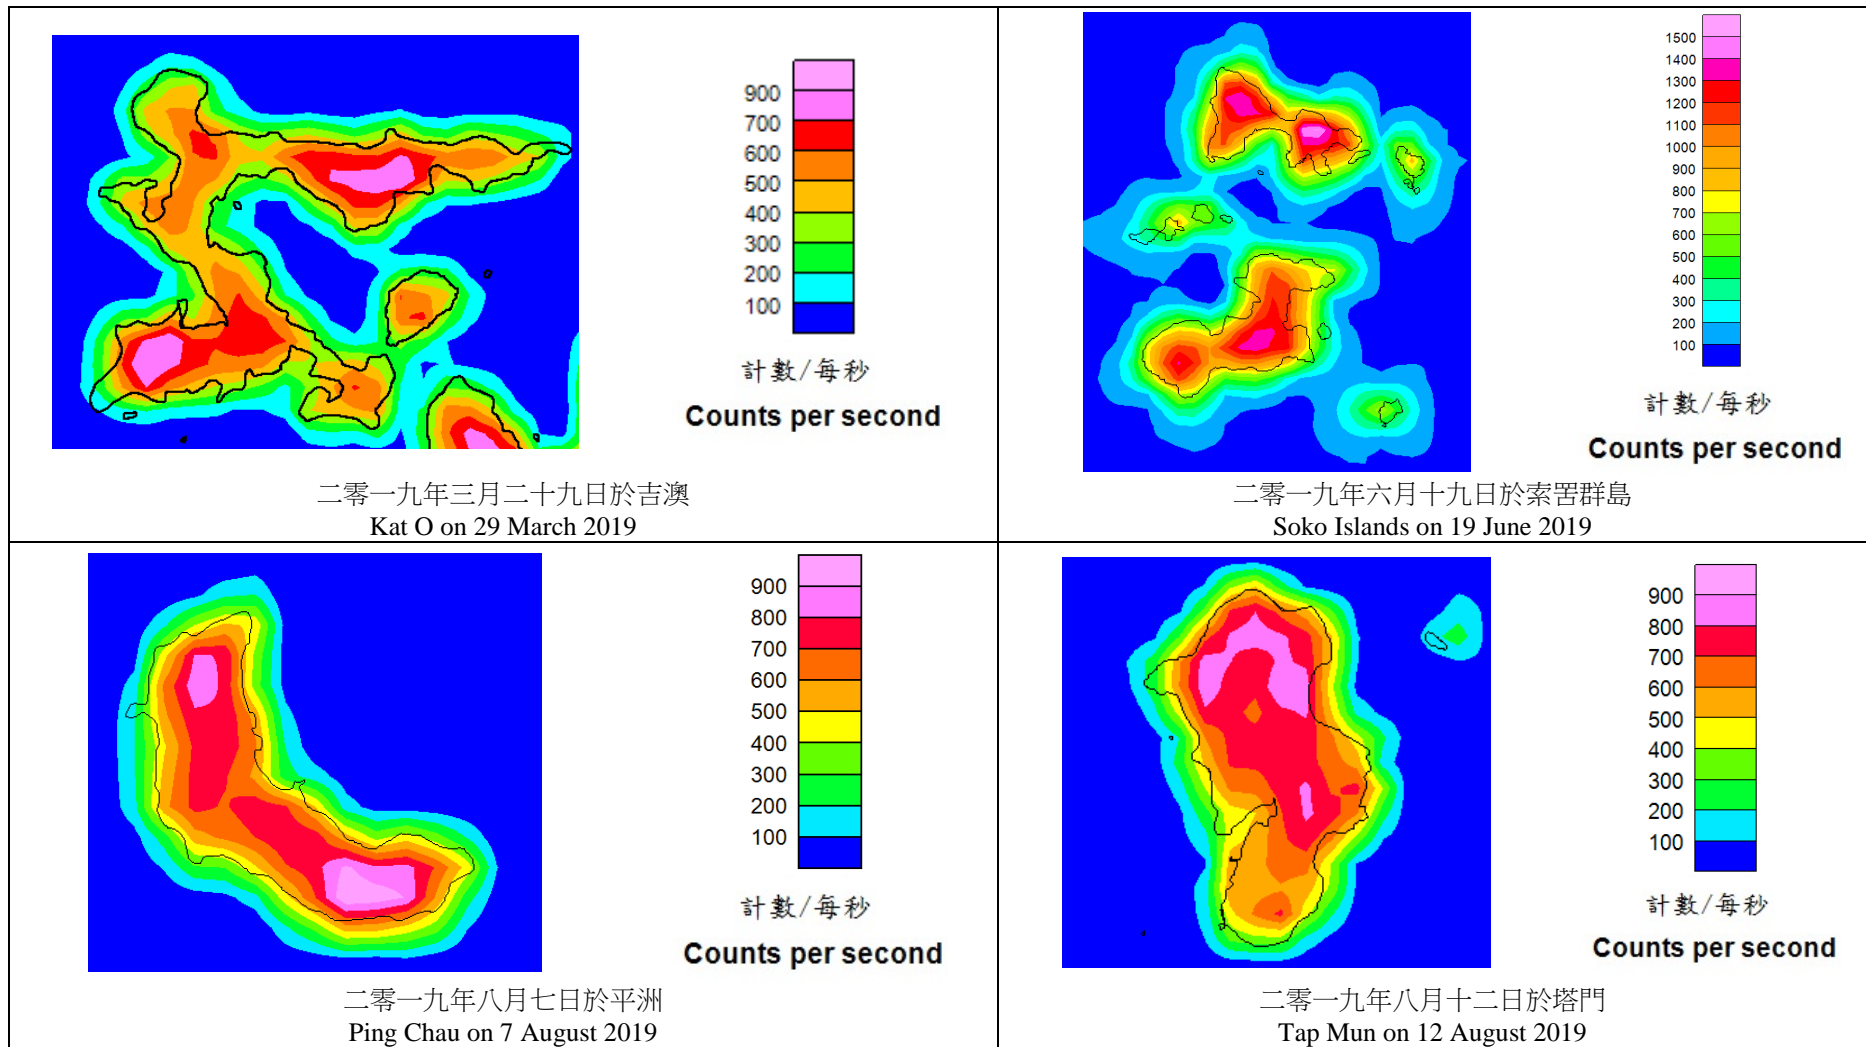 900
700
600
500
400
300
200
100
計數/每秒
Counts per second
二零一九年三月二十九日於吉澳
Kat O on 29 March 2019
1500
1400
1300
1200
1100
1000
900
800
700
600
500
400
300
200
100
計數/每秒
Counts per second
二零一九年六月十九日於索罟群島
Soko Islands on 19 June 2019
900
800
700
600
500
400
300
200
100
計數/每秒
Counts per second
二零一九年八月七日於平洲
Ping Chau on 7 August 2019
900
800
700
600
500
400
300
200
100
計數/每秒
Counts per second
二零一九年八月十二日於塔門
Tap Mun on 12 August 2019